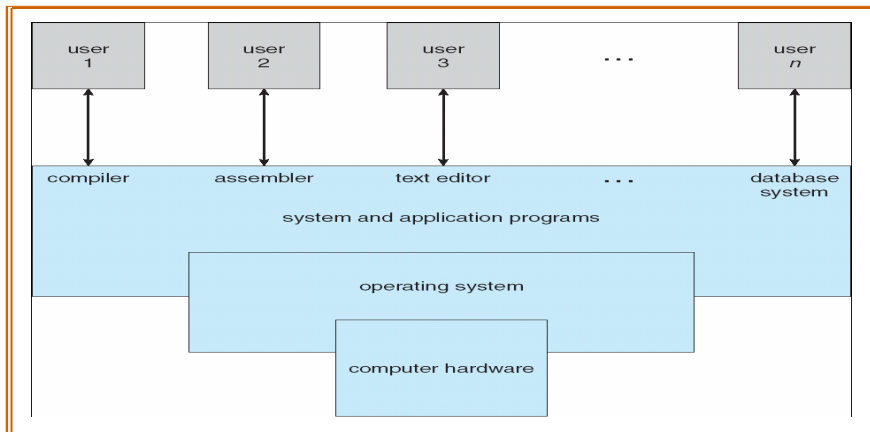 user
1
user
2
user
3
...
user
n
compiler
assembler
text editor
...
database
system
system and application programs
operating system
computer hardware